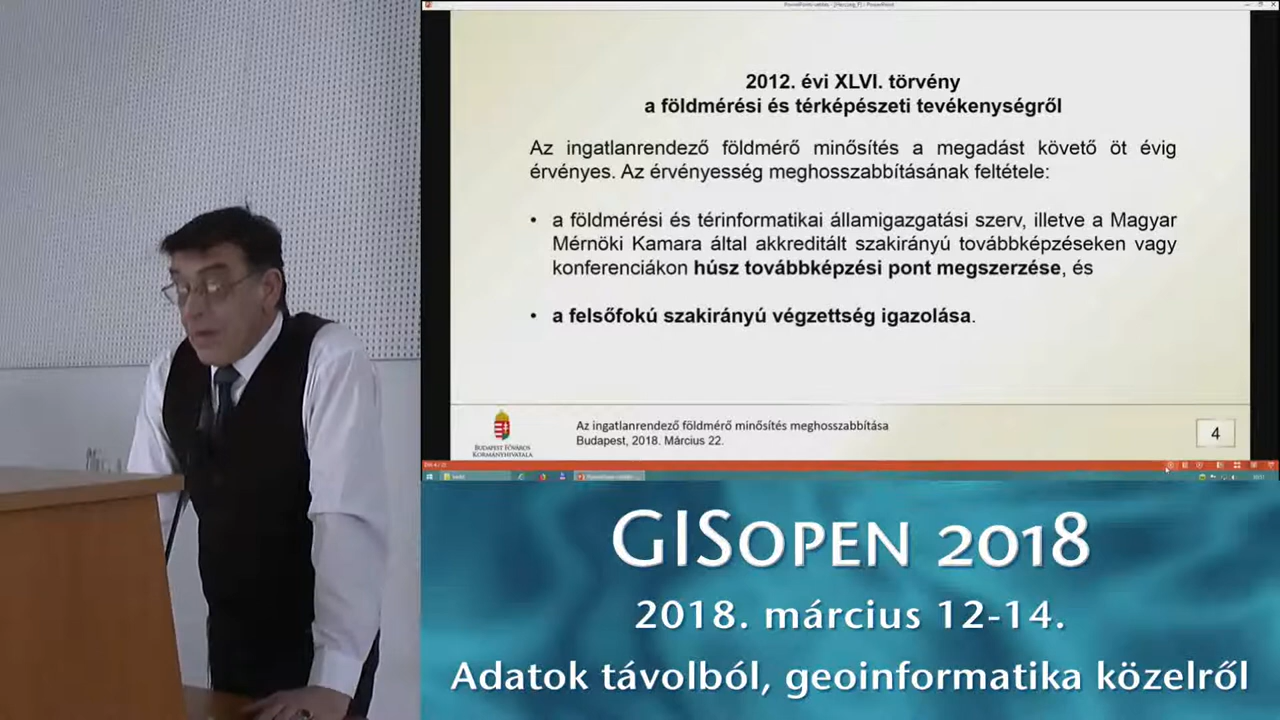 2012. évi XLVI. törvény
a földmérési és térképészeti tevékenységről
Az ingatlanrendező földmérő minősítés a megadást követő öt évig
érvényes. Az érvényesség meghosszabbításának feltétele:
• a földmérési és térinformatikai államigazgatási szerv, illetve a Magyar
Mérnöki Kamara által akkreditált szakirányú továbbképzéseken vagy
konferenciákon húsz továbbképzési pont megszerzése, és
• a felsőfokú szakirányú végzettség igazolása.
BUDAPEST FŐVÁROS
KORMÁNYHIVATALA
Az ingatlanrendező földmérő minősítés meghosszabbítása
Budapest, 2018. Március 22.
4
GISOPEN 2018
2018. március 12-14.
Adatok távolból, geoinformatika közelről